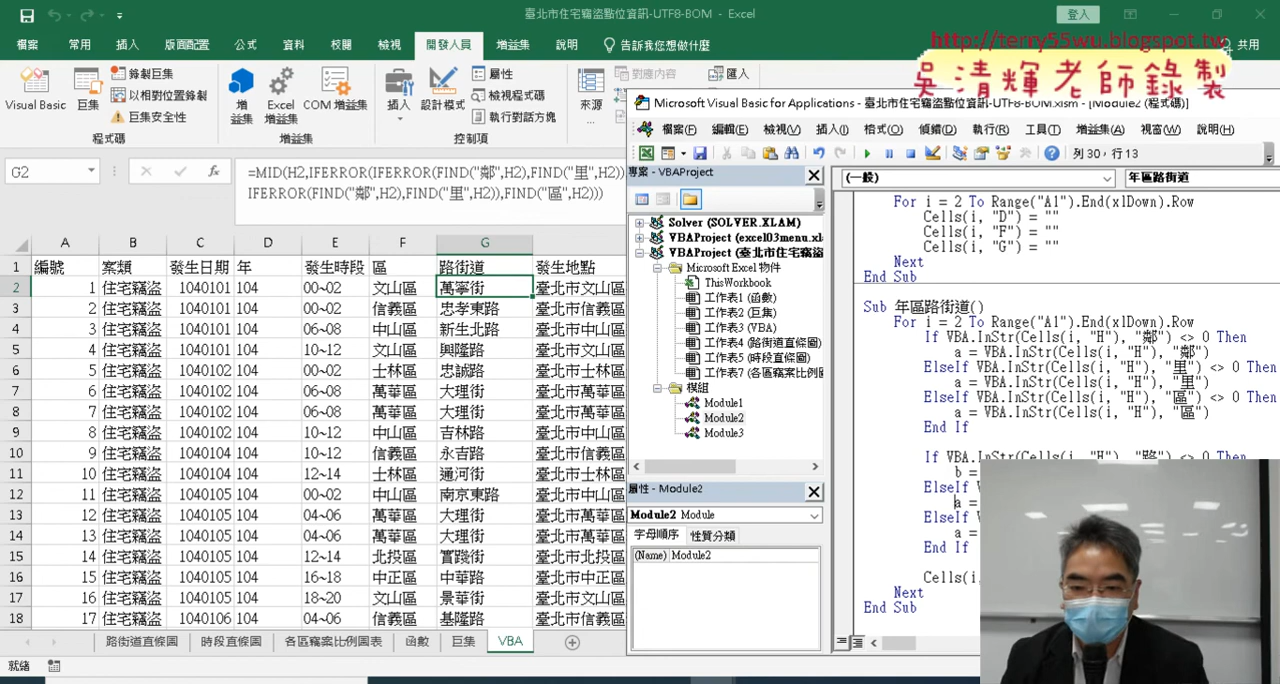 臺北市住宅竊盜點位資訊-UTF8-BOM - Excel
登入
檔案 常用 插入 版面配置 公式 資料 校閱 檢視 開發人員 增益集 說明 告訴我您想做什麼 共用
http://terry55wu.blogspot.tw
吳清輝老師錄製
Visual Basic 巨集 錄製巨集 以相對位置錄製 巨集安全性
程式碼
增益集 Excel 增益集 COM 增益集
增益集
插入 設計模式 屬性 檢視程式碼 執行對話方塊
控制項
來源 對應內容 匯入
G2
=MID(H2,IFERROR(IFERROR(FIND("鄰",H2),FIND("里",H2))
IFERROR(FIND("鄰",H2),FIND("里",H2)),FIND("區",H2)))
A B C D E F G
1 編號 案類 發生日期 年 發生時段 區 路街道 發生地點
2 1 住宅竊盜 1040101 104 00~02 文山區 萬寧街 臺北市文山區
3 2 住宅竊盜 1040101 104 00~02 信義區 忠孝東路 臺北市信義區
4 3 住宅竊盜 1040101 104 06~08 中山區 新生北路 臺北市中山區
5 4 住宅竊盜 1040101 104 10~12 文山區 興隆路 臺北市文山區
6 5 住宅竊盜 1040102 104 00~02 士林區 忠誠路 臺北市士林區
7 6 住宅竊盜 1040102 104 06~08 萬華區 大理街 臺北市萬華區
8 7 住宅竊盜 1040102 104 06~08 萬華區 大理街 臺北市萬華區
9 8 住宅竊盜 1040102 104 10~12 中山區 吉林路 臺北市中山區
10 9 住宅竊盜 1040104 104 10~12 信義區 永吉路 臺北市信義區
11 10 住宅竊盜 1040104 104 12~14 士林區 通河街 臺北市士林區
12 11 住宅竊盜 1040105 104 00~02 中山區 南京東路 臺北市中山區
13 12 住宅竊盜 1040105 104 04~06 萬華區 大理街 臺北市萬華區
14 13 住宅竊盜 1040105 104 04~06 萬華區 大理街 臺北市萬華區
15 14 住宅竊盜 1040105 104 12~14 北投區 實踐街 臺北市北投區
16 15 住宅竊盜 1040105 104 16~18 中正區 中華路 臺北市中正區
17 16 住宅竊盜 1040105 104 18~20 文山區 景華街 臺北市文山區
18 17 住宅竊盜 1040106 104 04~06 信義區 基隆路 臺北市信義區
路街道直條圖 時段直條圖 各區竊案比例圖表 函數 巨集 VBA
就緒
Microsoft Visual Basic for Applications - 臺北市住宅竊盜點位資訊-UTF8-BOM.xlsm - [Module2 (程式碼)]
檔案(F) 編輯(E) 檢視(V) 插入(I) 格式(O) 偵錯(D) 執行(R) 工具(T) 增益集(A) 視窗(W) 說明(H)
列 30，行 13
專案 - VBAProject
Solver (SOLVER.XLAM)
VBAProject (excel03menu.xl
VBAProject (臺北市住宅竊盜
Microsoft Excel 物件
ThisWorkbook
工作表1 (函數)
工作表2 (巨集)
工作表3 (VBA)
工作表4 (路街道直條圖)
工作表5 (時段直條圖)
工作表7 (各區竊案比例圖
模組
Module1
Module2
Module3
屬性 - Module2
Module2 Module
字母順序 性質分類
(Name) Module2
(一般) 年區路街道
For i = 2 To Range("A1").End(xlDown).Row
Cells(i, "D") = ""
Cells(i, "F") = ""
Cells(i, "G") = ""
Next
End Sub
Sub 年區路街道()
For i = 2 To Range("A1").End(xlDown).Row
If VBA.InStr(Cells(i, "H"), "鄰") <> 0 Then
a = VBA.InStr(Cells(i, "H"), "鄰")
ElseIf VBA.InStr(Cells(i, "H"), "里") <> 0 Then
a = VBA.InStr(Cells(i, "H"), "里")
ElseIf VBA.InStr(Cells(i, "H"), "區") <> 0 Then
a = VBA.InStr(Cells(i, "H"), "區")
End If
If VBA.InStr(Cells(i, "H"), "路") <> 0 Then
b =
ElseIf V
a =
ElseIf V
a =
End If
Cells(i,
Next
End Sub